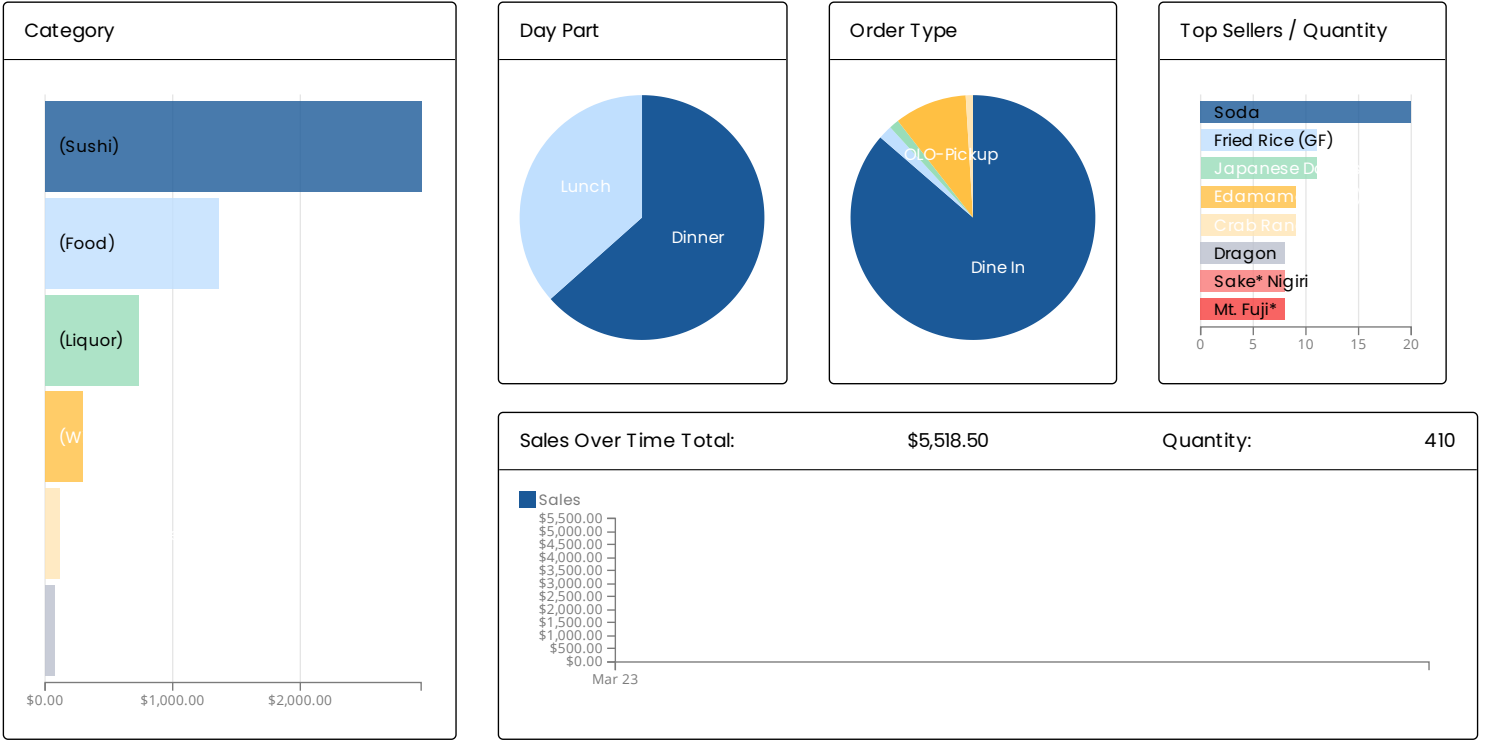 Category
(Sushi)
(Food)
(Liquor)
(W
$0.00
$1,000.00
$2,000.00
Day Part
Lunch
Dinner
Order Type
OLO-Pickup
Dine In
Top Sellers / Quantity
Soda
Fried Rice (GF)
Japanese D
Edamam
Crab Ran
Dragon
Sake* Nigiri
Mt. Fuji*
0 5 10 15 20
Sales Over Time Total: $5,518.50 Quantity: 410
Sales
$5,500.00
$5,000.00
$4,500.00
$4,000.00
$3,500.00
$3,000.00
$2,500.00
$2,000.00
$1,500.00
$1,000.00
$500.00
$0.00
Mar 23